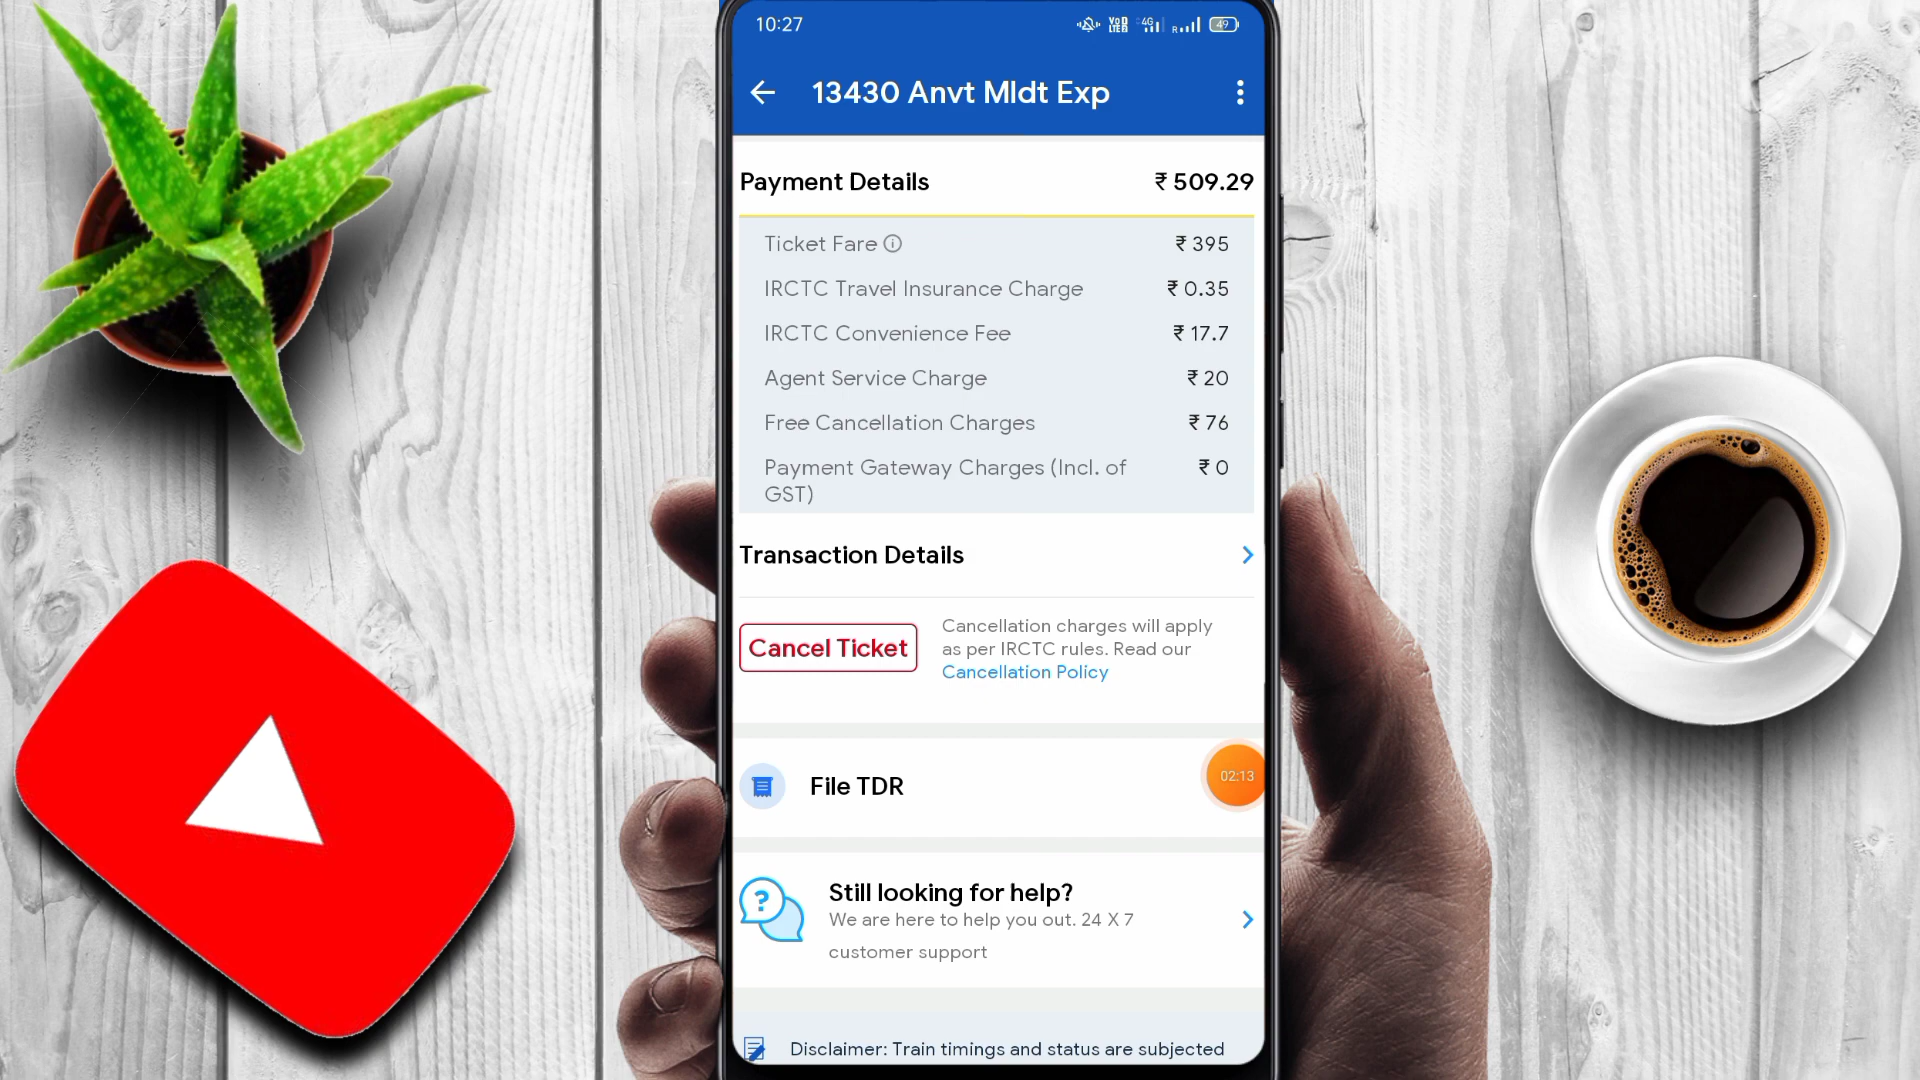 10:27
VoD LTE 4G R 49
13430 Anvt Mldt Exp
Payment Details ₹ 509.29
Ticket Fare ₹ 395
IRCTC Travel Insurance Charge ₹ 0.35
IRCTC Convenience Fee ₹ 17.7
Agent Service Charge ₹ 20
Free Cancellation Charges ₹ 76
Payment Gateway Charges (Incl. of ₹ 0
GST)
Transaction Details
Cancel Ticket
Cancellation charges will apply
as per IRCTC rules. Read our
Cancellation Policy
File TDR
02:13
Still looking for help?
We are here to help you out. 24 X 7
customer support
Disclaimer: Train timings and status are subjected